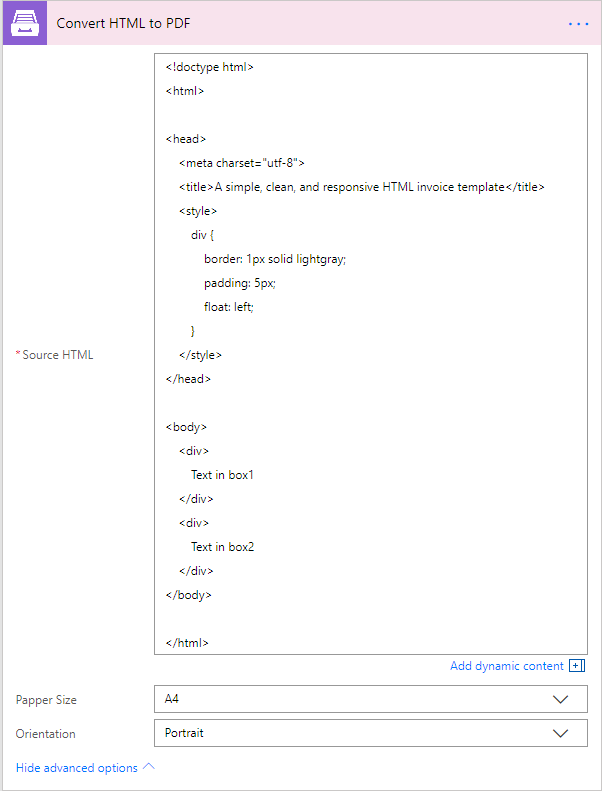 Convert HTML to PDF
<!doctype html>
<html>
<head>
<meta charset="utf-8">
<title>A simple, clean, and responsive HTML invoice template</title>
<style>
div {
border: 1px solid lightgray;
padding: 5px;
float: left;
}
</style>
* Source HTML
</head>
<body>
<div>
Text in box1
</div>
<div>
Text in box2
</div>
</body>
</html>
Add dynamic content
Papper Size
A4
Orientation
Portrait
Hide advanced options